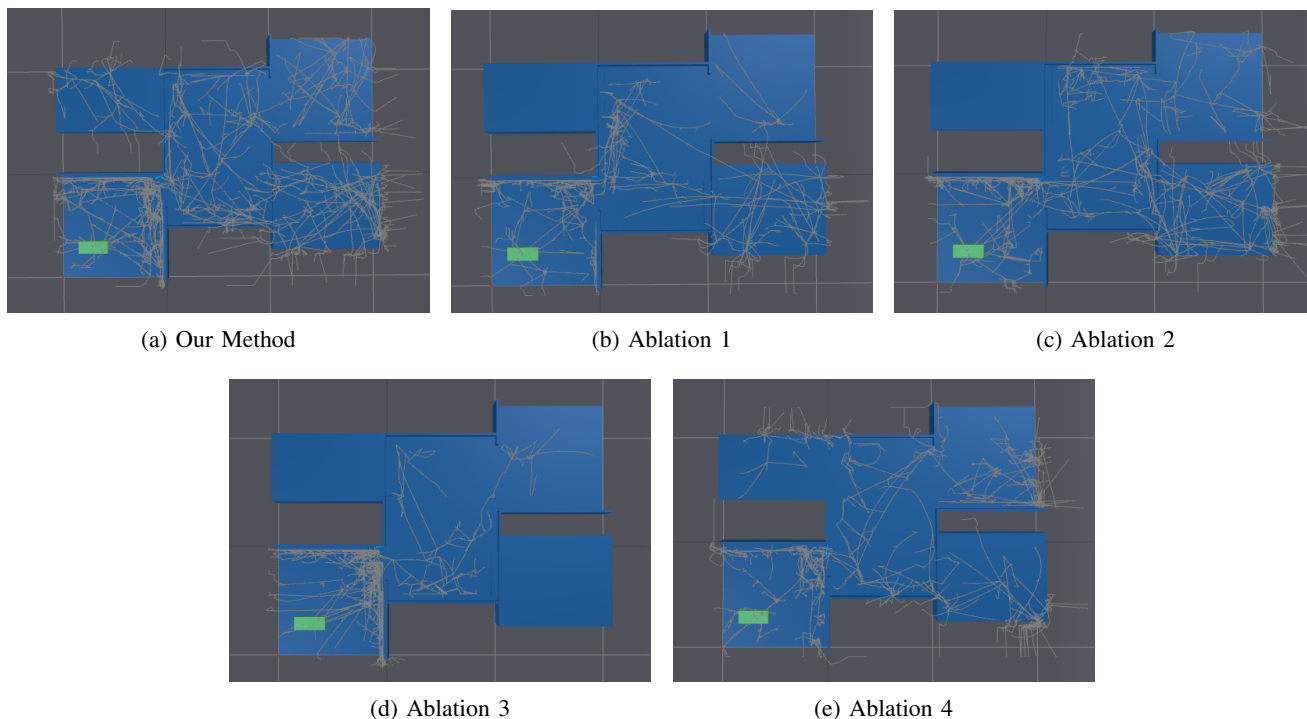 (a) Our Method
(b) Ablation 1
(c) Ablation 2
(d) Ablation 3
(e) Ablation 4